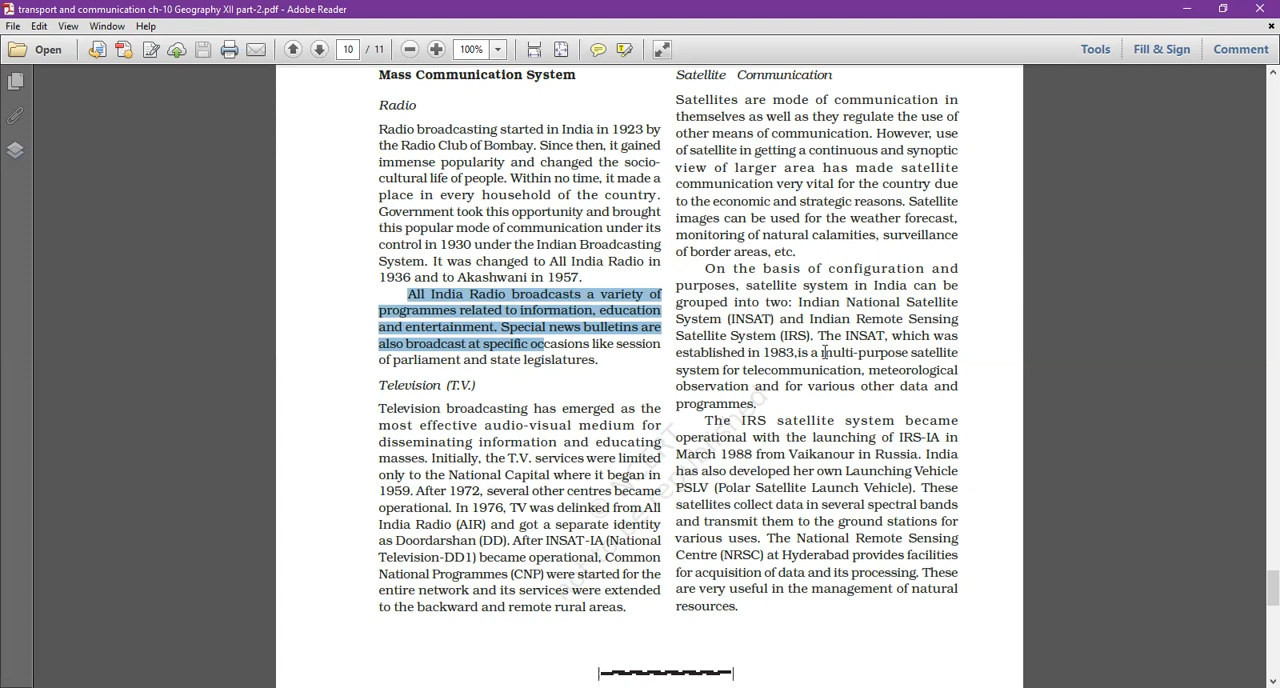 transport and communication ch-10 Geography XII part-2.pdf - Adobe Reader
File Edit View Window Help
Open 10 / 11 100% Tools Fill & Sign Comment
Mass Communication System
Radio
Radio broadcasting started in India in 1923 by
the Radio Club of Bombay. Since then, it gained
immense popularity and changed the socio-
cultural life of people. Within no time, it made a
place in every household of the country.
Government took this opportunity and brought
this popular mode of communication under its
control in 1930 under the Indian Broadcasting
System. It was changed to All India Radio in
1936 and to Akashwani in 1957.
All India Radio broadcasts a variety of
programmes related to information, education
and entertainment. Special news bulletins are
also broadcast at specific occasions like session
of parliament and state legislatures.
Television (T.V.)
Television broadcasting has emerged as the
most effective audio-visual medium for
disseminating information and educating
masses. Initially, the T.V. services were limited
only to the National Capital where it began in
1959. After 1972, several other centres became
operational. In 1976, TV was delinked from All
India Radio (AIR) and got a separate identity
as Doordarshan (DD). After INSAT-IA (National
Television-DD1) became operational, Common
National Programmes (CNP) were started for the
entire network and its services were extended
to the backward and remote rural areas.
Satellite Communication
Satellites are mode of communication in
themselves as well as they regulate the use of
other means of communication. However, use
of satellite in getting a continuous and synoptic
view of larger area has made satellite
communication very vital for the country due
to the economic and strategic reasons. Satellite
images can be used for the weather forecast,
monitoring of natural calamities, surveillance
of border areas, etc.
On the basis of configuration and
purposes, satellite system in India can be
grouped into two: Indian National Satellite
System (INSAT) and Indian Remote Sensing
Satellite System (IRS). The INSAT, which was
established in 1983,is a multi-purpose satellite
system for telecommunication, meteorological
observation and for various other data and
programmes.
The IRS satellite system became
operational with the launching of IRS-IA in
March 1988 from Vaikanour in Russia. India
has also developed her own Launching Vehicle
PSLV (Polar Satellite Launch Vehicle). These
satellites collect data in several spectral bands
and transmit them to the ground stations for
various uses. The National Remote Sensing
Centre (NRSC) at Hyderabad provides facilities
for acquisition of data and its processing. These
are very useful in the management of natural
resources.
© NCERT
not to be republished